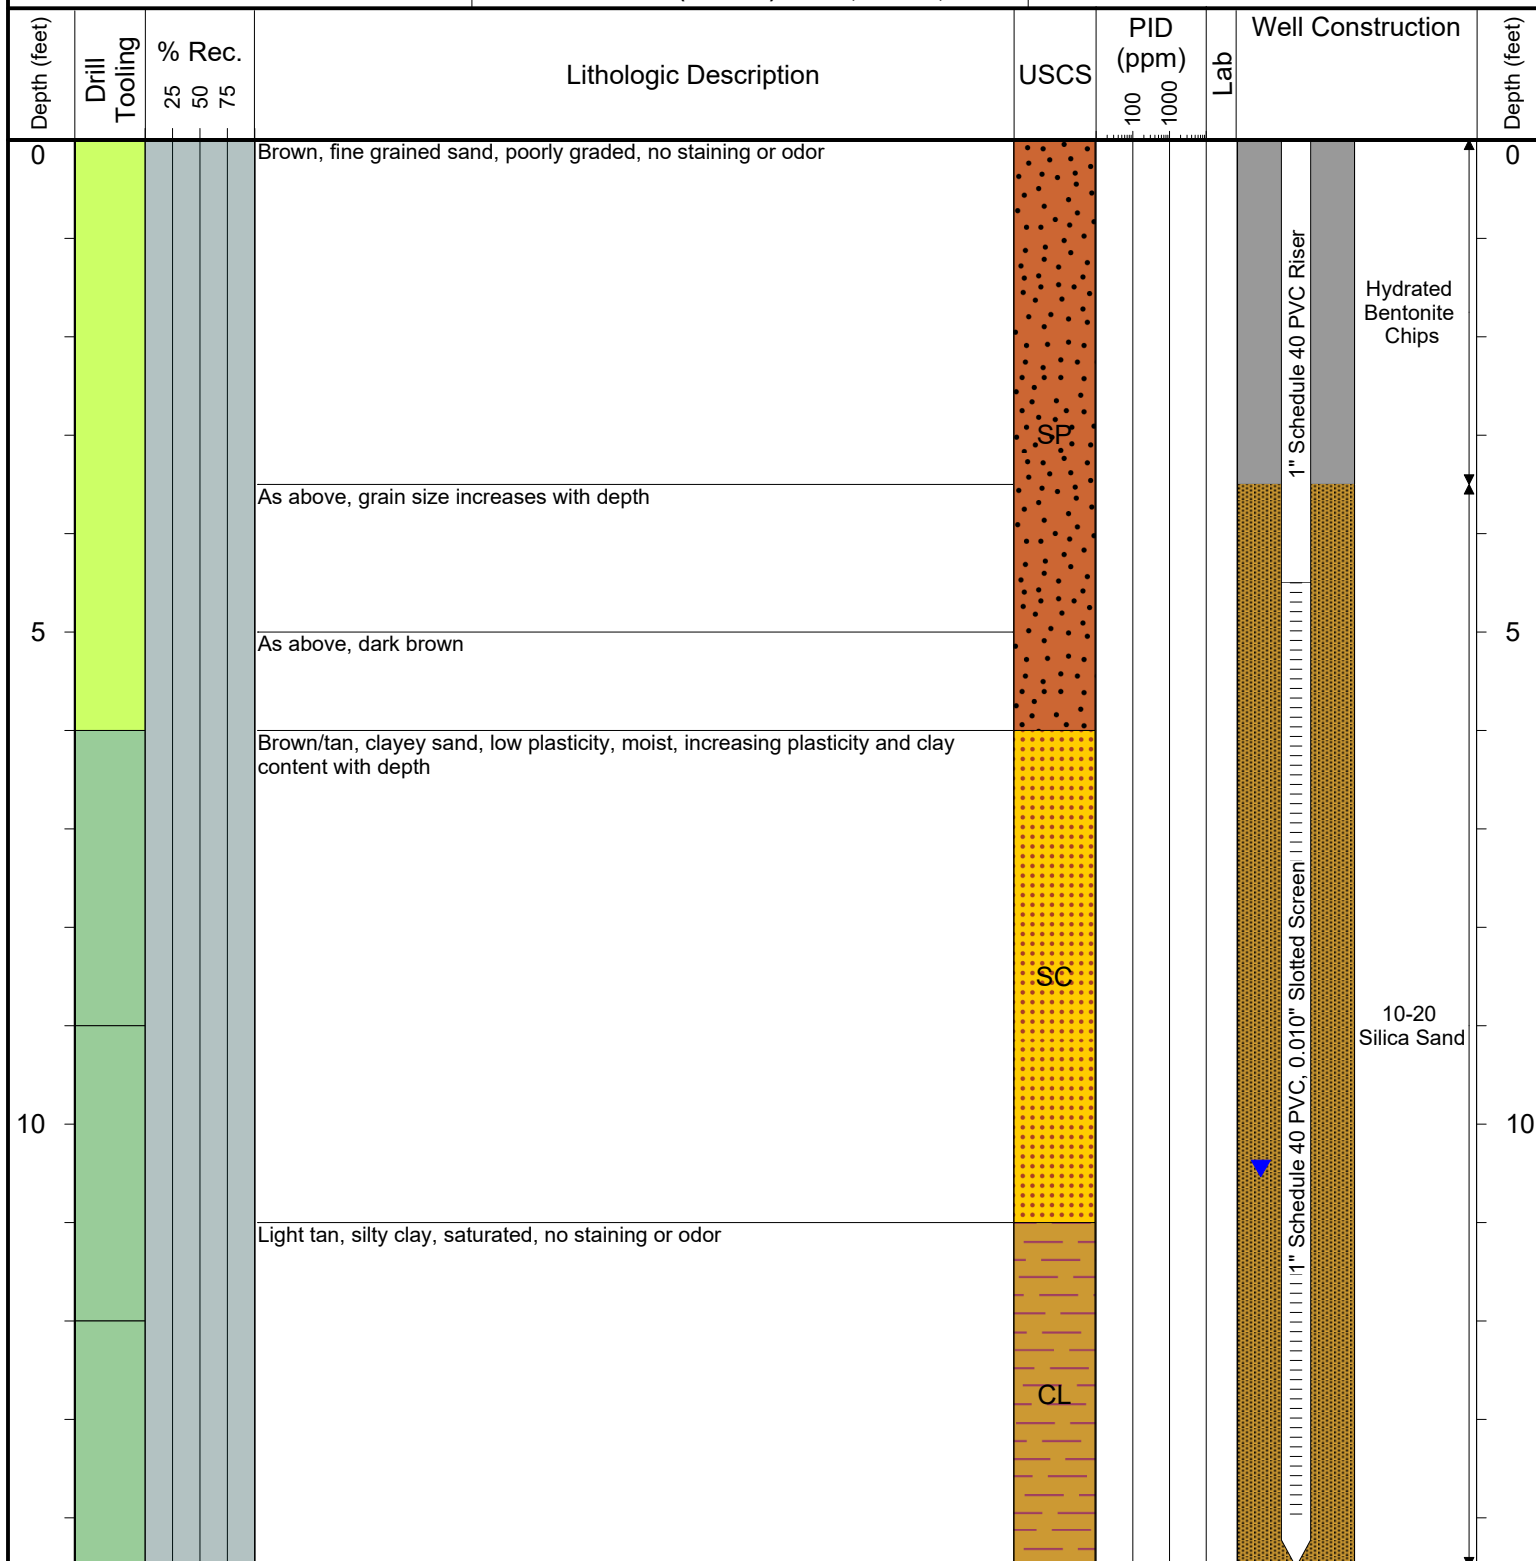 Depth (feet)
Drill
Tooling
% Rec.
25
50
75
Lithologic Description
USCS
PID
(ppm)
100
1000
Lab
Well Construction
Depth (feet)
0
Brown, fine grained sand, poorly graded, no staining or odor
0
1" Schedule 40 PVC Riser
Hydrated
Bentonite
Chips
SP
As above, grain size increases with depth
5
As above, dark brown
5
Brown/tan, clayey sand, low plasticity, moist, increasing plasticity and clay
content with depth
SC
1" Schedule 40 PVC, 0.010" Slotted Screen
10-20
Silica Sand
10
10
Light tan, silty clay, saturated, no staining or odor
CL